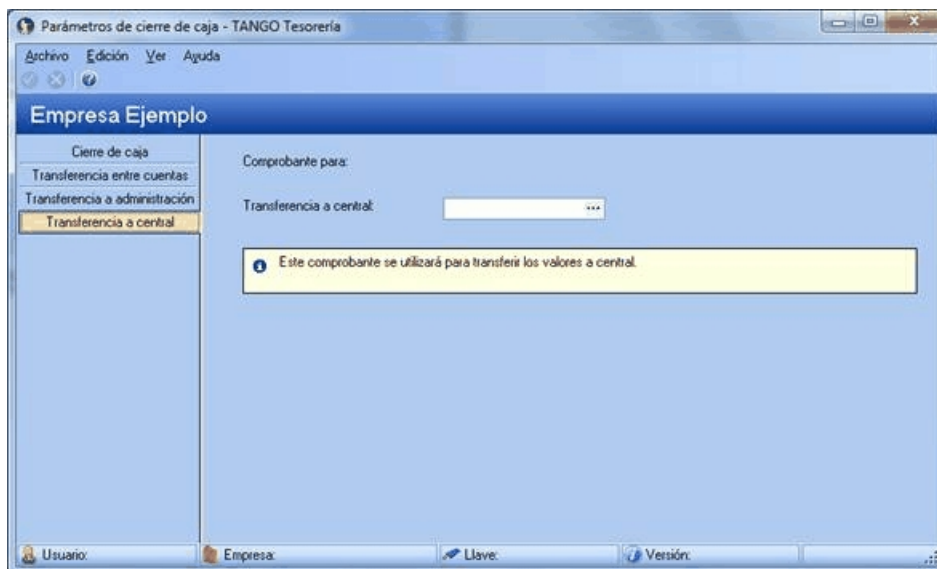 Parámetros de cierre de caja - TANGO Tesorería
Archivo Edición Ver Ayuda
Empresa Ejemplo
Cierre de caja
Transferencia entre cuentas
Transferencia a administración
Transferencia a central
Comprobante para:
Transferencia a central: ...
Este comprobante se utilizará para transferir los valores a central.
Usuario: Empresa: Llave: Versión: